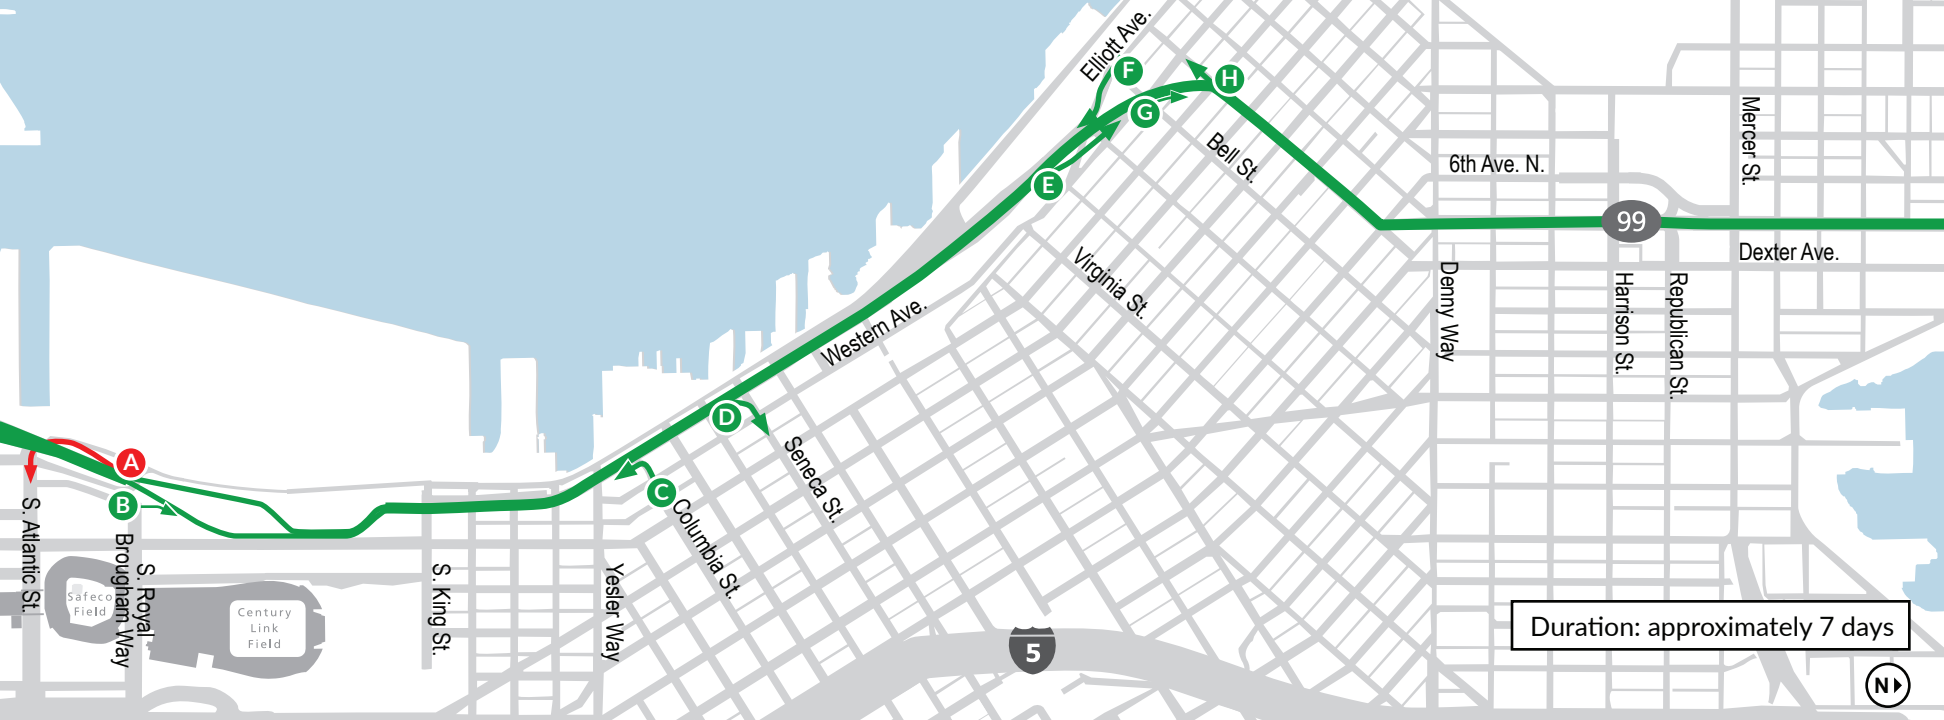 Elliott Ave.
F
H
G
Bell St.
E
6th Ave. N.
Mercer St.
99
Dexter Ave.
Virginia St.
Denny Way
Harrison St.
Republican St.
Western Ave.
D
Seneca St.
A
B
C
Columbia St.
S. Atlantic St.
S. Royal
Brougham Way
S. King St.
Yesler Way
Safeco
Field
Century
Link
Field
5
Duration: approximately 7 days
N